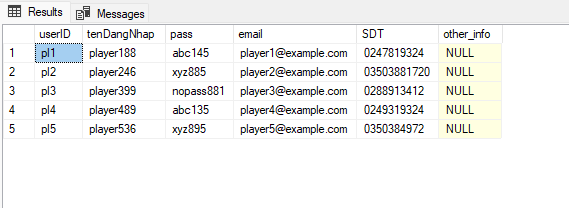 Results Messages
userID tenDangNhap pass email SDT other_info
1 pl1 player188 abc145 player1@example.com 0247819324 NULL
2 pl2 player246 xyz885 player2@example.com 03503881720 NULL
3 pl3 player399 nopass881 player3@example.com 0288913412 NULL
4 pl4 player489 abc135 player4@example.com 0249319324 NULL
5 pl5 player536 xyz895 player5@example.com 0350384972 NULL